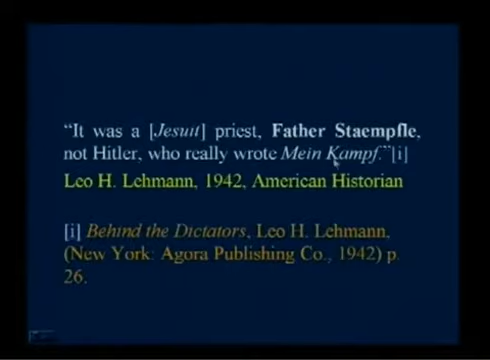 “It was a [Jesuit] priest, Father Staempfle,
not Hitler, who really wrote Mein Kampf.”[i]
Leo H. Lehmann, 1942, American Historian
[i] Behind the Dictators, Leo H. Lehmann,
(New York: Agora Publishing Co., 1942) p.
26.